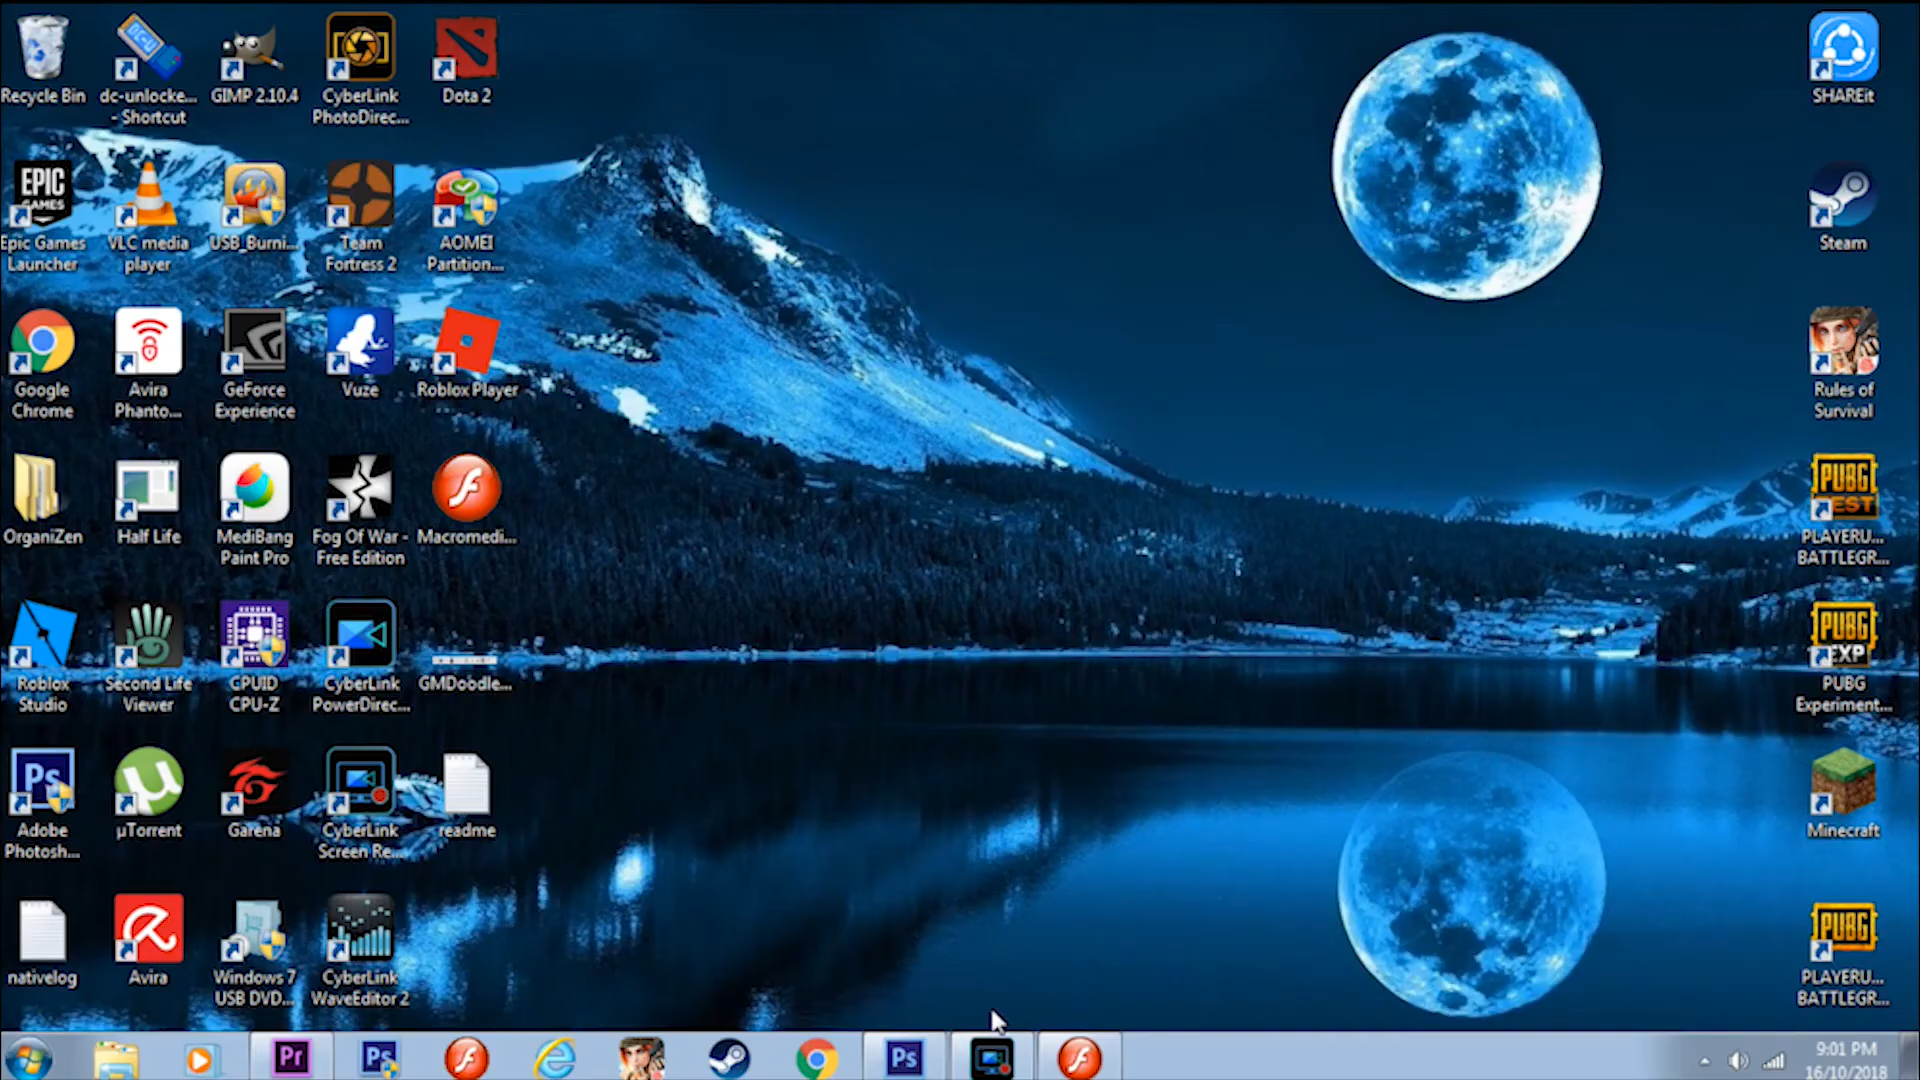 Recycle Bin
dc-unlocke...
- Shortcut
GIMP 2.10.4
CyberLink
PhotoDirec...
Dota 2
SHAREit
EPIC
GAMES
Epic Games
Launcher
VLC media
player
USB_Burni...
Team
Fortress 2
AOMEI
Partition...
Steam
Google
Chrome
Avira
Phanto...
GeForce
Experience
Vuze
Roblox Player
Rules of
Survival
OrganiZen
Half Life
MediBang
Paint Pro
Fog Of War -
Free Edition
Macromedi...
PUBG
TEST
PLAYERU...
BATTLEGR...
Roblox
Studio
Second Life
Viewer
CPUID
CPU-Z
CyberLink
PowerDirec...
GMDoodle...
PUBG
EXP
PUBG
Experiment...
Ps
Adobe
Photosh...
µTorrent
Garena
CyberLink
Screen Re...
readme
Minecraft
nativelog
Avira
Windows 7
USB DVD...
CyberLink
WaveEditor 2
PUBG
PLAYERU...
BATTLEGR...
Pr
Ps
Ps
9:01 PM
16/10/2018